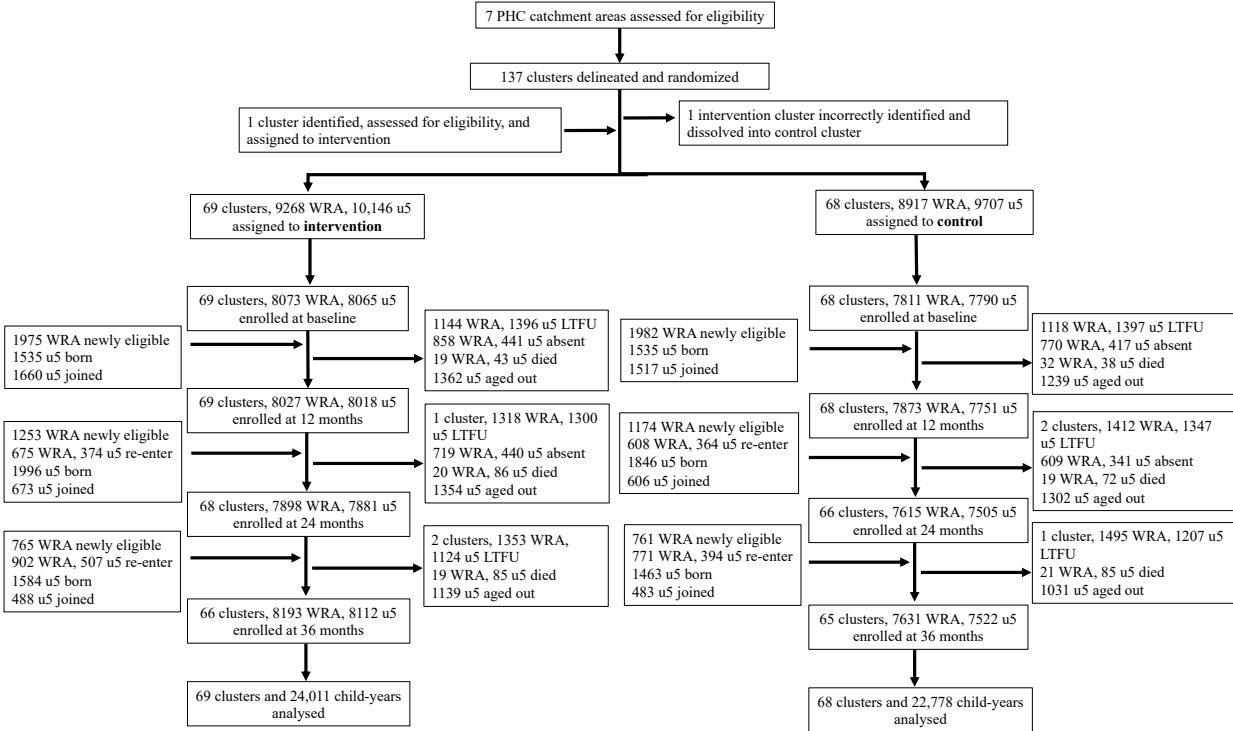 7 PHC catchment areas assessed for eligibility
137 clusters delineated and randomized
1 cluster identified, assessed for eligibility, and
assigned to intervention
1 intervention cluster incorrectly identified and
dissolved into control cluster
69 clusters, 9268 WRA, 10,146 u5
assigned to intervention
68 clusters, 8917 WRA, 9707 u5
assigned to control
69 clusters, 8073 WRA, 8065 u5
enrolled at baseline
1975 WRA newly eligible
1535 u5 born
1660 u5 joined
1144 WRA, 1396 u5 LTFU
858 WRA, 441 u5 absent
19 WRA, 43 u5 died
1362 u5 aged out
69 clusters, 8027 WRA, 8018 u5
enrolled at 12 months
1253 WRA newly eligible
675 WRA, 374 u5 re-enter
1996 u5 born
673 u5 joined
1 cluster, 1318 WRA, 1300
u5 LTFU
719 WRA, 440 u5 absent
20 WRA, 86 u5 died
1354 u5 aged out
68 clusters, 7898 WRA, 7881 u5
enrolled at 24 months
765 WRA newly eligible
902 WRA, 507 u5 re-enter
1584 u5 born
488 u5 joined
2 clusters, 1353 WRA,
1124 u5 LTFU
19 WRA, 85 u5 died
1139 u5 aged out
66 clusters, 8193 WRA, 8112 u5
enrolled at 36 months
69 clusters and 24,011 child-years
analysed
68 clusters, 7811 WRA, 7790 u5
enrolled at baseline
1982 WRA newly eligible
1535 u5 born
1517 u5 joined
1118 WRA, 1397 u5 LTFU
770 WRA, 417 u5 absent
32 WRA, 38 u5 died
1239 u5 aged out
68 clusters, 7873 WRA, 7751 u5
enrolled at 12 months
1174 WRA newly eligible
608 WRA, 364 u5 re-enter
1846 u5 born
606 u5 joined
2 clusters, 1412 WRA, 1347
u5 LTFU
609 WRA, 341 u5 absent
19 WRA, 72 u5 died
1302 u5 aged out
66 clusters, 7615 WRA, 7505 u5
enrolled at 24 months
761 WRA newly eligible
771 WRA, 394 u5 re-enter
1463 u5 born
483 u5 joined
1 cluster, 1495 WRA, 1207 u5
LTFU
21 WRA, 85 u5 died
1031 u5 aged out
65 clusters, 7631 WRA, 7522 u5
enrolled at 36 months
68 clusters and 22,778 child-years
analysed